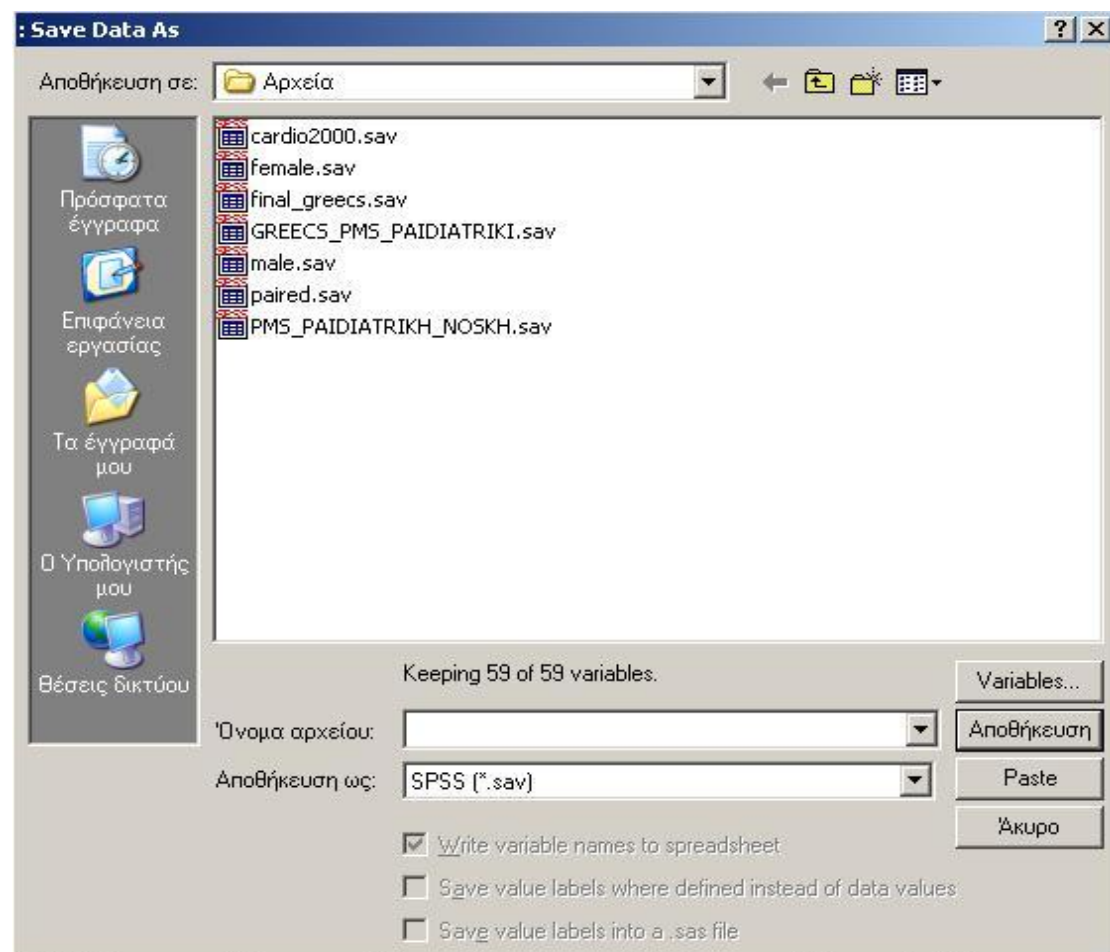 : Save Data As
Αποθήκευση σε:
Αρχεία
Πρόσφατα
έγγραφα
Επιφάνεια
εργασίας
Τα έγγραφά
μου
Ο Υπολογιστής
μου
Θέσεις δικτύου
cardio2000.sav
female.sav
final_greecs.sav
GREECS_PMS_PAIDIATRIKI.sav
male.sav
paired.sav
PMS_PAIDIATRIKH_NOSKH.sav
Keeping 59 of 59 variables.
Variables...
Όνομα αρχείου:
Αποθήκευση
Αποθήκευση ως:
SPSS (*.sav)
Paste
Άκυρο
Write variable names to spreadsheet
Save value labels where defined instead of data values
Save value labels into a .sas file